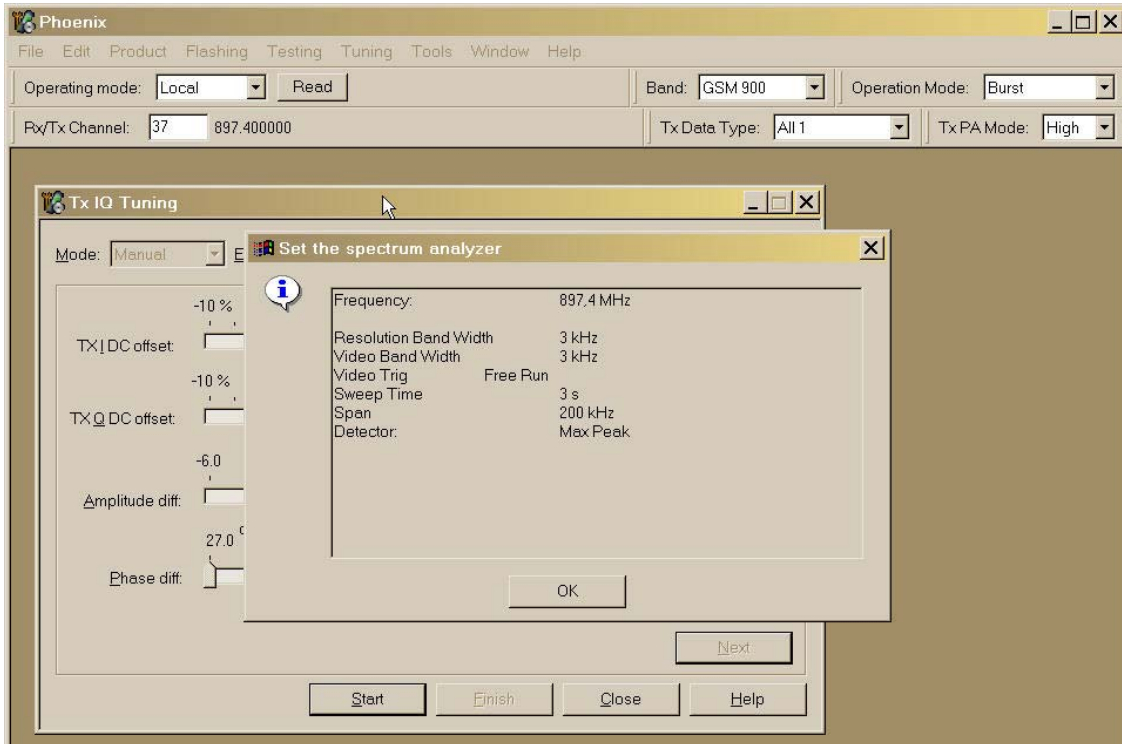 Phoenix
File Edit Product Flashing Testing Tuning Tools Window Help
Operating mode: Local Read Band: GSM 900 Operation Mode: Burst
Rx/Tx Channel: 37 897.400000 Tx Data Type: All 1 Tx PA Mode: High
Tx IQ Tuning
Mode: Manual E
Set the spectrum analyzer
-10 %
TX I DC offset:
-10 %
TX Q DC offset:
-6.0
Amplitude diff:
27.0 °
Phase diff:
Frequency: 897,4 MHz
Resolution Band Width 3 kHz
Video Band Width 3 kHz
Video Trig Free Run
Sweep Time 3 s
Span 200 kHz
Detector: Max Peak
OK
Next
Start Finish Close Help